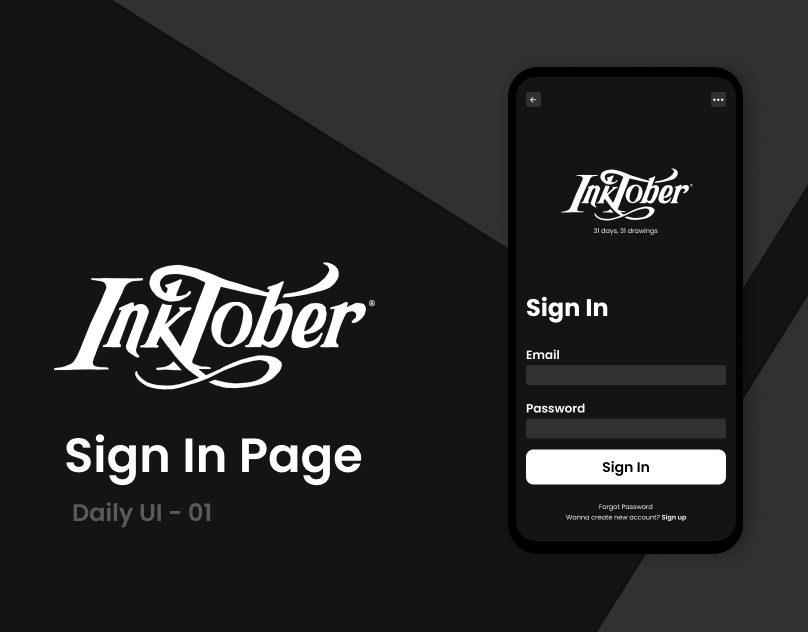 InkTober®
Sign In Page
Daily UI - 01
InkTober
31 days, 31 drawings
Sign In
Email
Password
Sign In
Forgot Password
Wanna create new account? Sign up